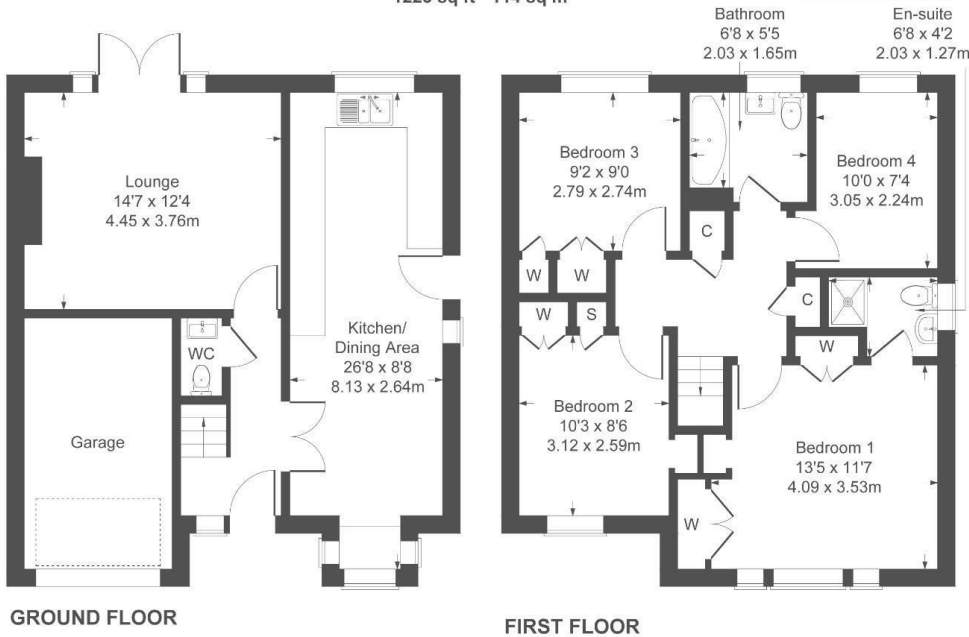 Bathroom
6'8 x 5'5
2.03 x 1.65m
En-suite
6'8 x 4'2
2.03 x 1.27m
Lounge
14'7 x 12'4
4.45 x 3.76m
WC
Kitchen/
Dining Area
26'8 x 8'8
8.13 x 2.64m
Garage
Bedroom 3
9'2 x 9'0
2.79 x 2.74m
Bedroom 4
10'0 x 7'4
3.05 x 2.24m
C
W
W
C
W
S
W
Bedroom 2
10'3 x 8'6
3.12 x 2.59m
Bedroom 1
13'5 x 11'7
4.09 x 3.53m
W
GROUND FLOOR
FIRST FLOOR